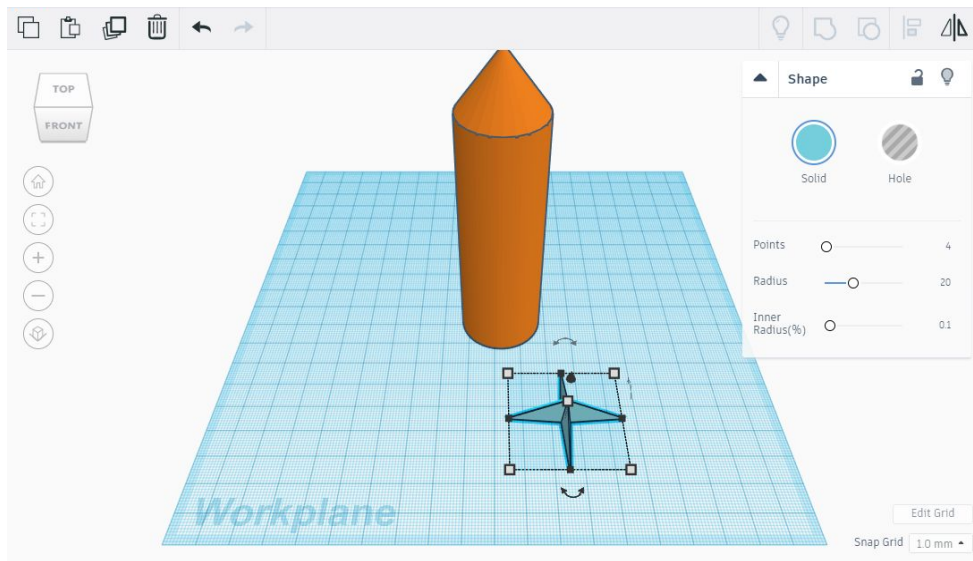 TOP
FRONT
Shape
Solid
Hole
Points 4
Radius 20
Inner
Radius(%) 0.1
Workplane
Edit Grid
Snap Grid 1.0 mm